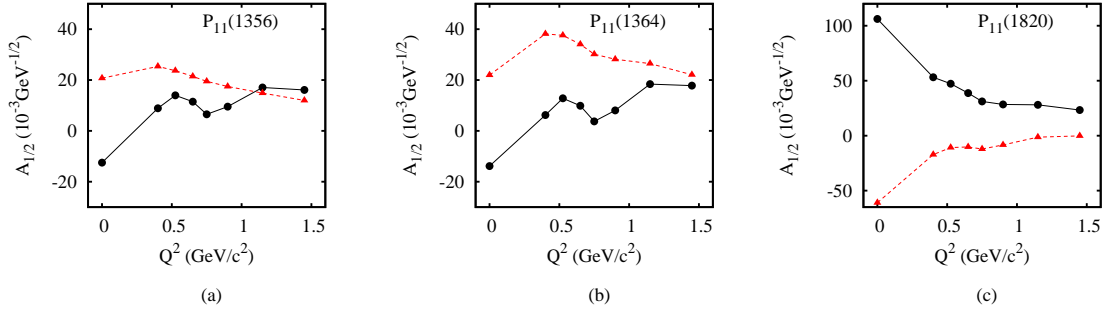 P11(1356)
40
20
0
-20
0 0.5 1 1.5
A1/2 (10-3GeV-1/2)
Q2 (GeV/c2)
(a)
P11(1364)
40
20
0
-20
0 0.5 1 1.5
A1/2 (10-3GeV-1/2)
Q2 (GeV/c2)
(b)
P11(1820)
100
50
0
-50
0 0.5 1 1.5
A1/2 (10-3GeV-1/2)
Q2 (GeV/c2)
(c)